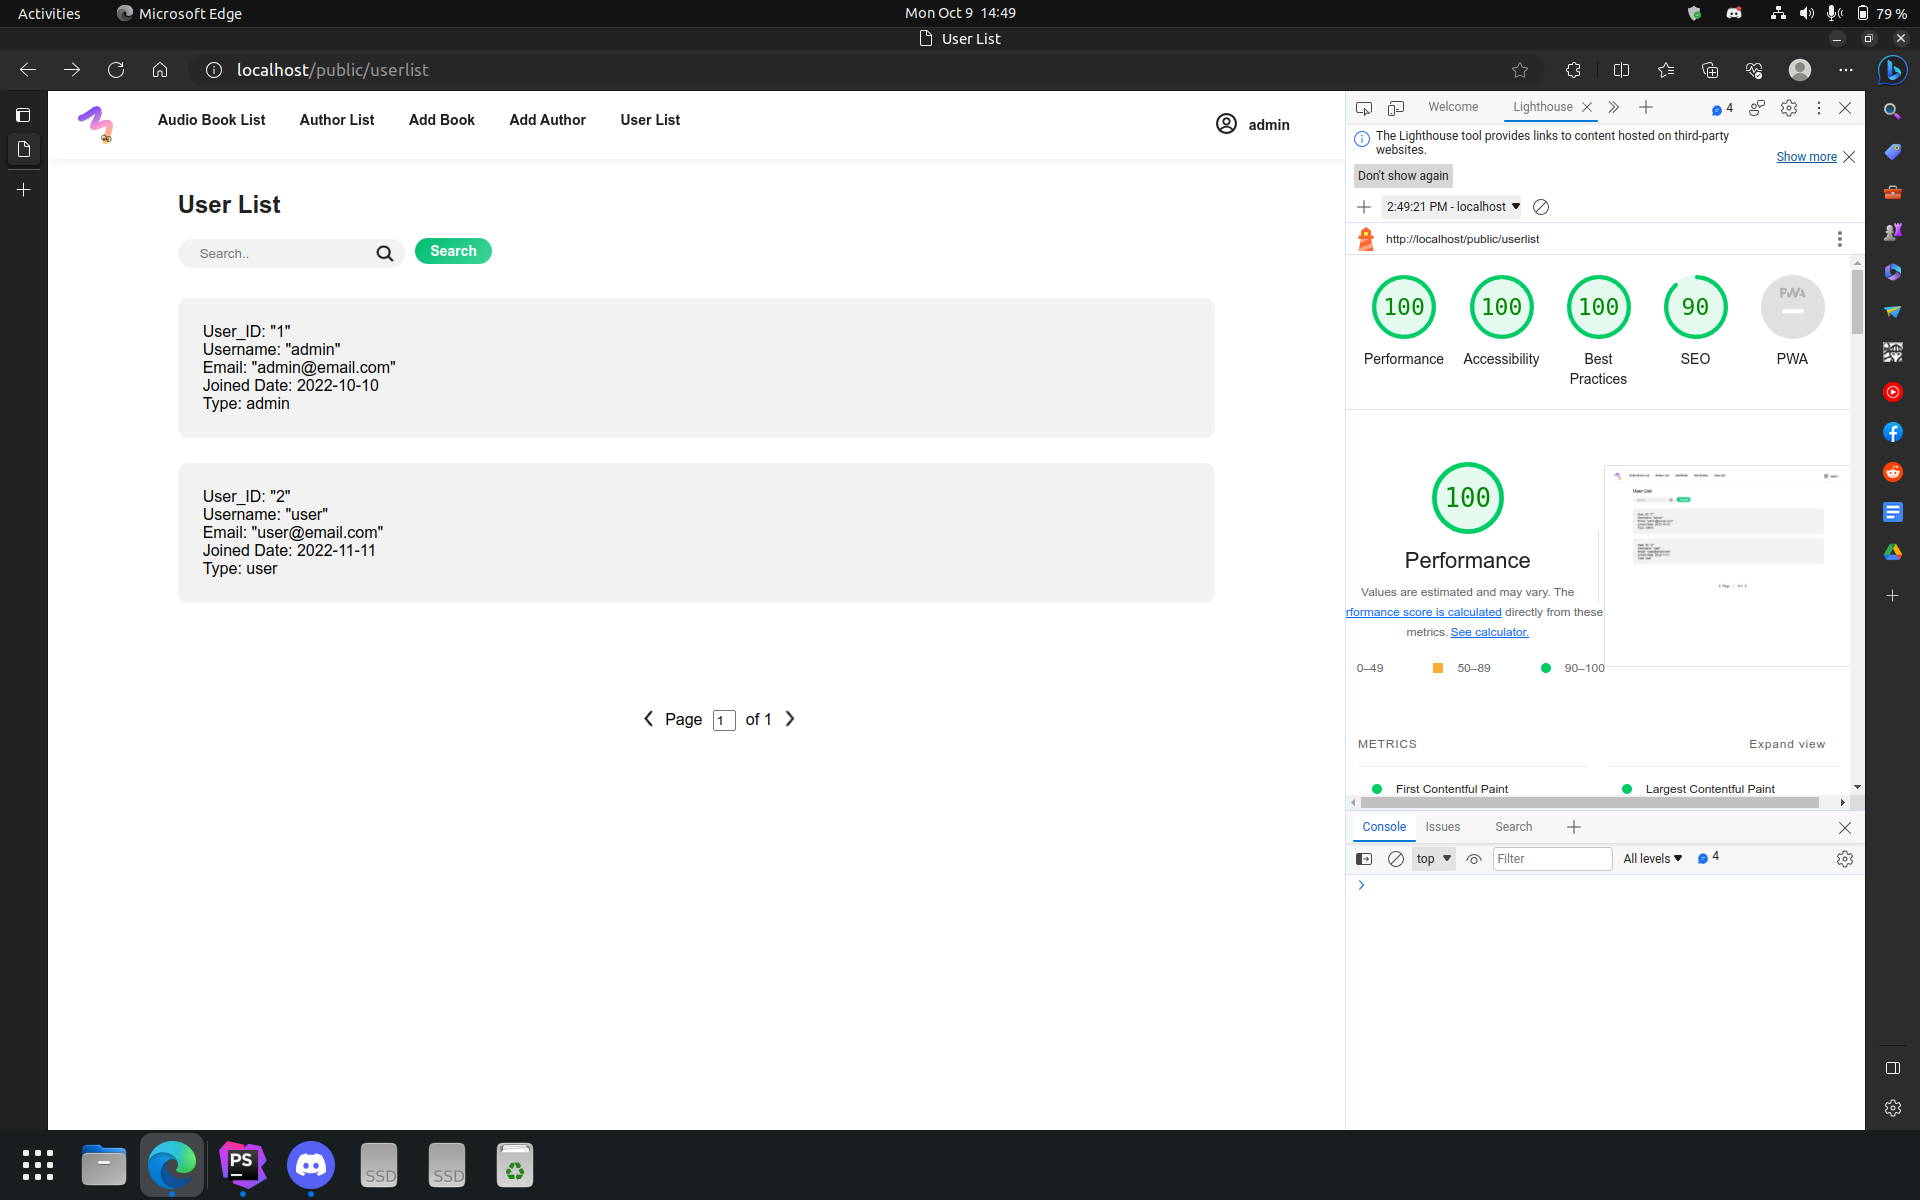 Activities
Microsoft Edge
Mon Oct 9 14:49
79 %
User List
localhost/public/userlist
Audio Book List
Author List
Add Book
Add Author
User List
admin
User List
Search..
Search
User_ID: "1"
Username: "admin"
Email: "admin@email.com"
Joined Date: 2022-10-10
Type: admin
User_ID: "2"
Username: "user"
Email: "user@email.com"
Joined Date: 2022-11-11
Type: user
Page 1 of 1
Welcome
Lighthouse
4
The Lighthouse tool provides links to content hosted on third-party
websites.
Show more
Don't show again
2:49:21 PM - localhost
http://localhost/public/userlist
100
100
100
90
PWA
Performance
Accessibility
Best
Practices
SEO
PWA
100
Performance
Values are estimated and may vary. The
rformance score is calculated directly from these
metrics. See calculator.
0–49
50–89
90–100
METRICS
Expand view
First Contentful Paint
Largest Contentful Paint
Console
Issues
Search
top
Filter
All levels
4
PS
SSD
SSD